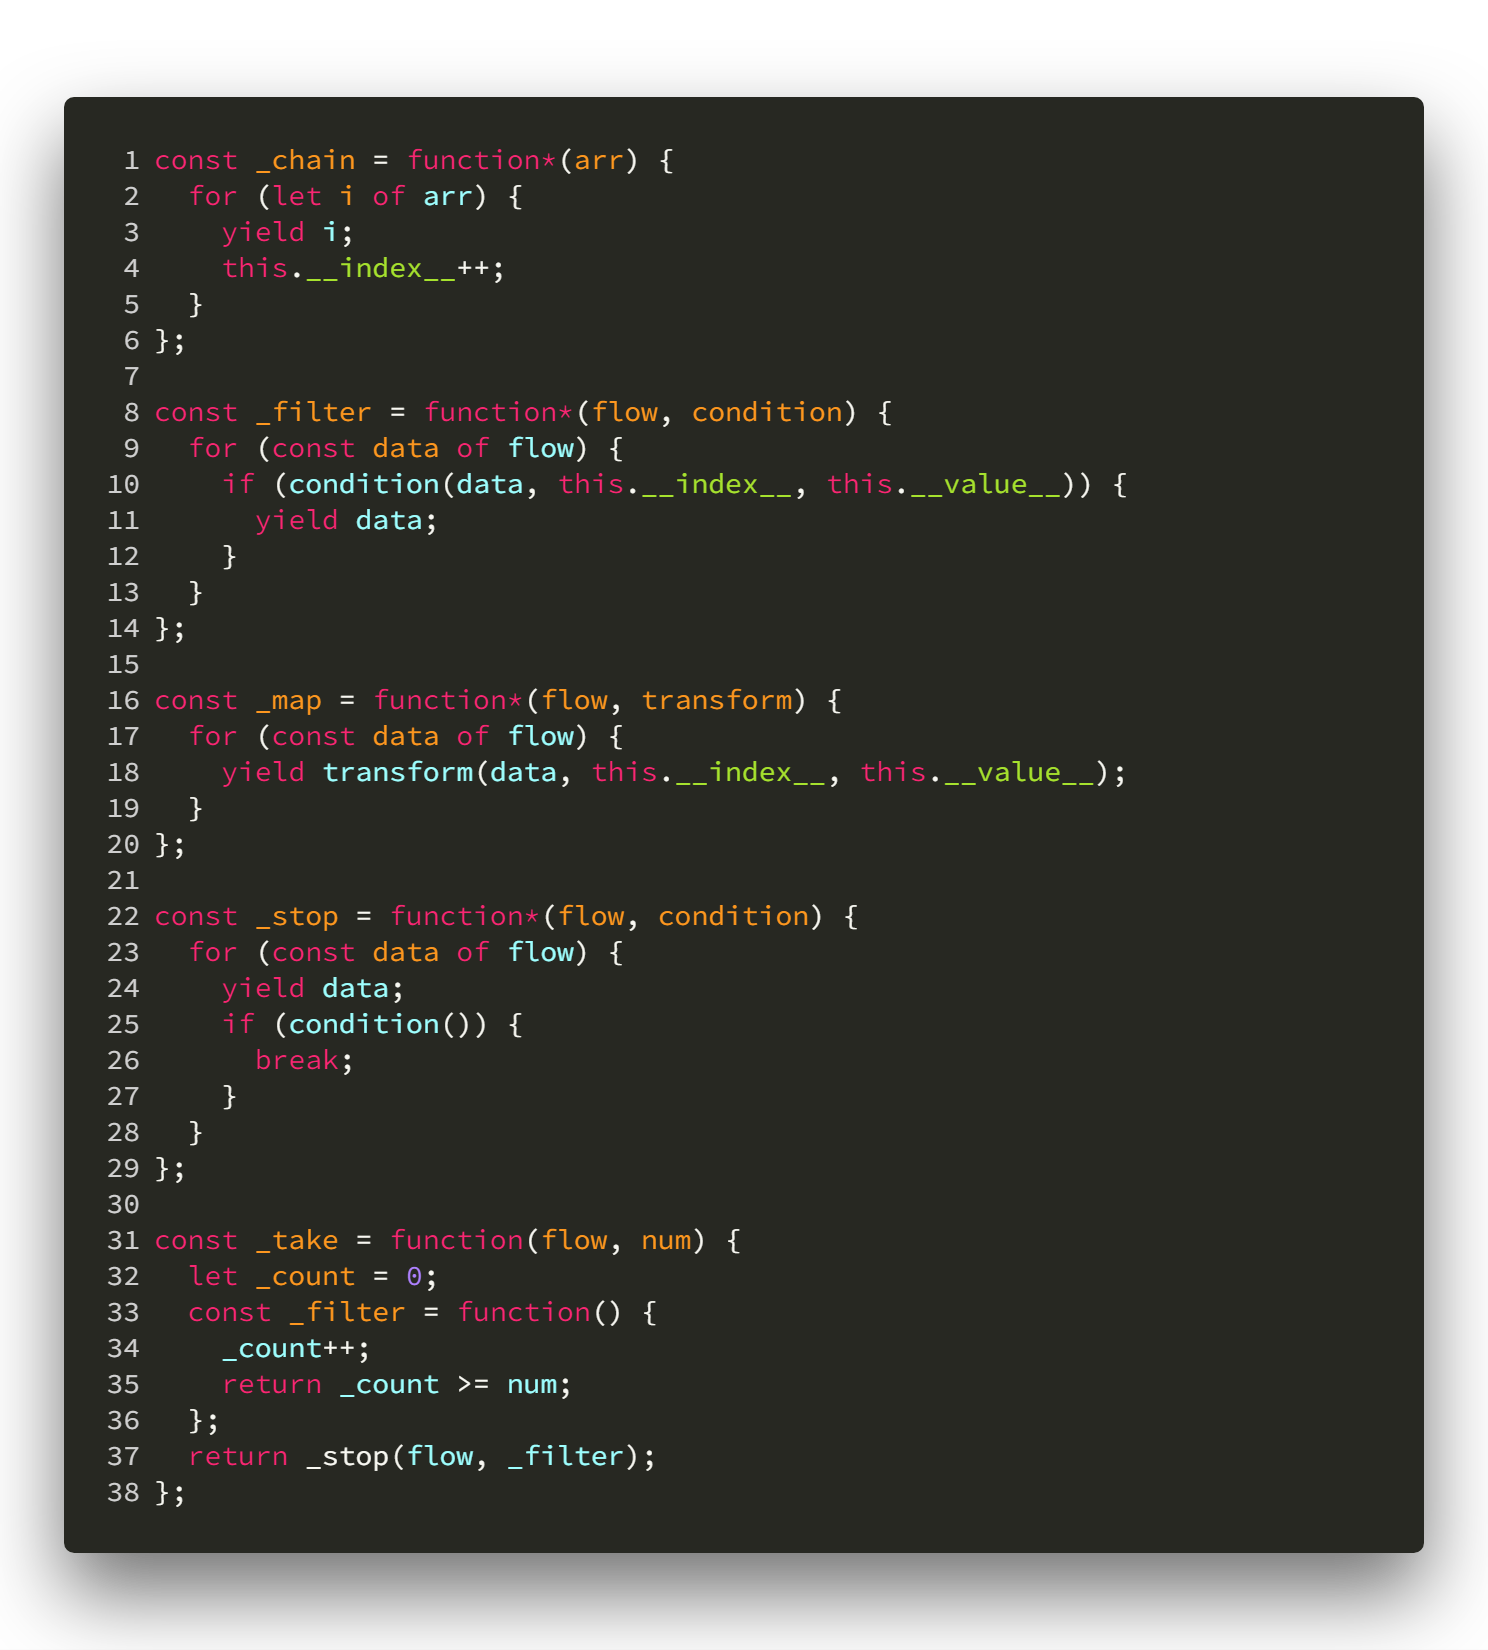 1 const _chain = function*(arr) {
2   for (let i of arr) {
3     yield i;
4     this.__index__++;
5   }
6 };
7
8 const _filter = function*(flow, condition) {
9   for (const data of flow) {
10     if (condition(data, this.__index__, this.__value__)) {
11       yield data;
12     }
13   }
14 };
15
16 const _map = function*(flow, transform) {
17   for (const data of flow) {
18     yield transform(data, this.__index__, this.__value__);
19   }
20 };
21
22 const _stop = function*(flow, condition) {
23   for (const data of flow) {
24     yield data;
25     if (condition()) {
26       break;
27     }
28   }
29 };
30
31 const _take = function(flow, num) {
32   let _count = 0;
33   const _filter = function() {
34     _count++;
35     return _count >= num;
36   };
37   return _stop(flow, _filter);
38 };